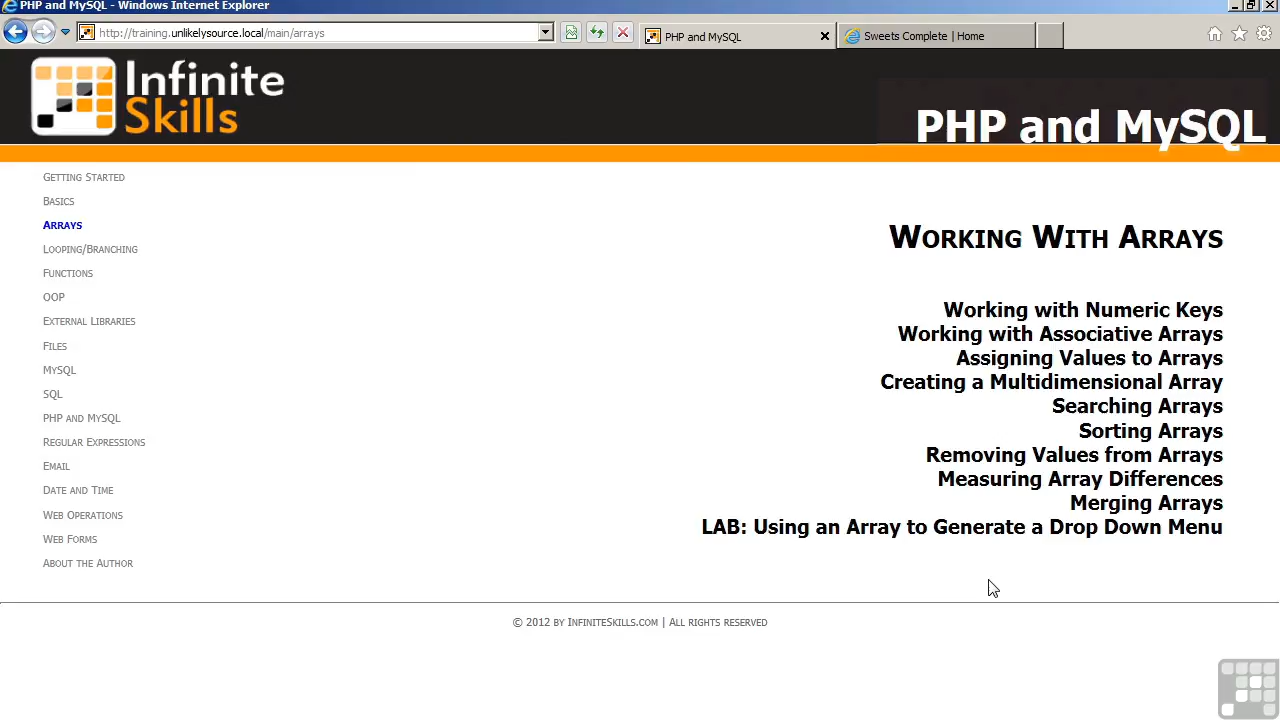 PHP and MySQL - Windows Internet Explorer
http://training.unlikelysource.local/main/arrays
PHP and MySQL
Sweets Complete | Home
Infinite
Skills
PHP and MySQL
GETTING STARTED
BASICS
ARRAYS
LOOPING/BRANCHING
FUNCTIONS
OOP
EXTERNAL LIBRARIES
FILES
MYSQL
SQL
PHP AND MYSQL
REGULAR EXPRESSIONS
EMAIL
DATE AND TIME
WEB OPERATIONS
WEB FORMS
ABOUT THE AUTHOR
WORKING WITH ARRAYS
Working with Numeric Keys
Working with Associative Arrays
Assigning Values to Arrays
Creating a Multidimensional Array
Searching Arrays
Sorting Arrays
Removing Values from Arrays
Measuring Array Differences
Merging Arrays
LAB: Using an Array to Generate a Drop Down Menu
© 2012 BY INFINITESKILLS.COM | ALL RIGHTS RESERVED